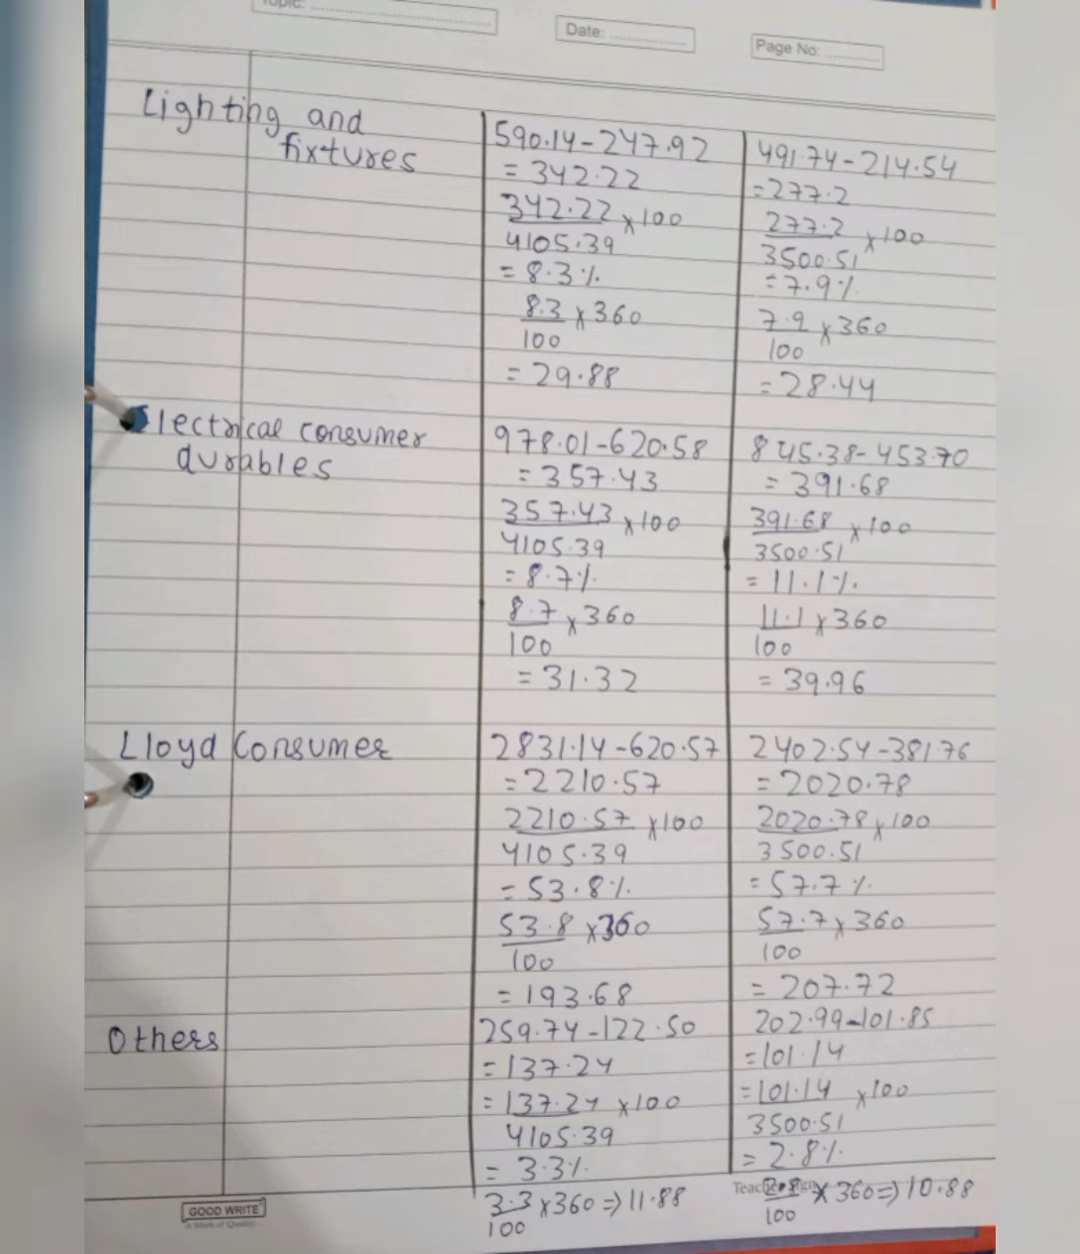 Topic:
Date:
Page No:
Lighting and
fixtures
590.14-247.92
= 342.22
342.22 x100
4105.39
= 8.3%
8.3 x 360
100
= 29.88
491.74-214.54
=277.2
277.2 x100
3500.51
=7.9%
7.9 x360
100
=28.44
Electrical consumer
durables
978.01-620.58
=357.43
357.43 x100
4105.39
=8.7%
8.7 x360
100
=31.32
845.38-453.70
=391.68
391.68 x100
3500.51
=11.1%
11.1 x360
100
=39.96
Lloyd Consumer
2831.14-620.57
=2210.57
2210.57 x100
4105.39
=53.8%
53.8 x360
100
=193.68
2402.54-381.76
=2020.78
2020.78x100
3500.51
=57.7%
57.7x360
100
=207.72
Others
259.74-122.50
=137.24
=137.24 x100
4105.39
=3.3%
3.3 x360 => 11.88
100
202.99-101.85
=101.14
=101.14 x100
3500.51
=2.8%
2.8 x 360=>10.88
100
GOOD WRITE
A Mark of Quality